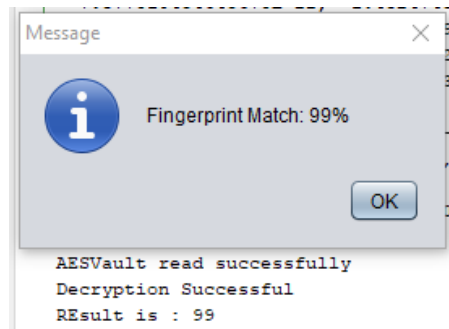 Message
Fingerprint Match: 99%
OK
AESVault read successfully
Decryption Successful
REsult is : 99